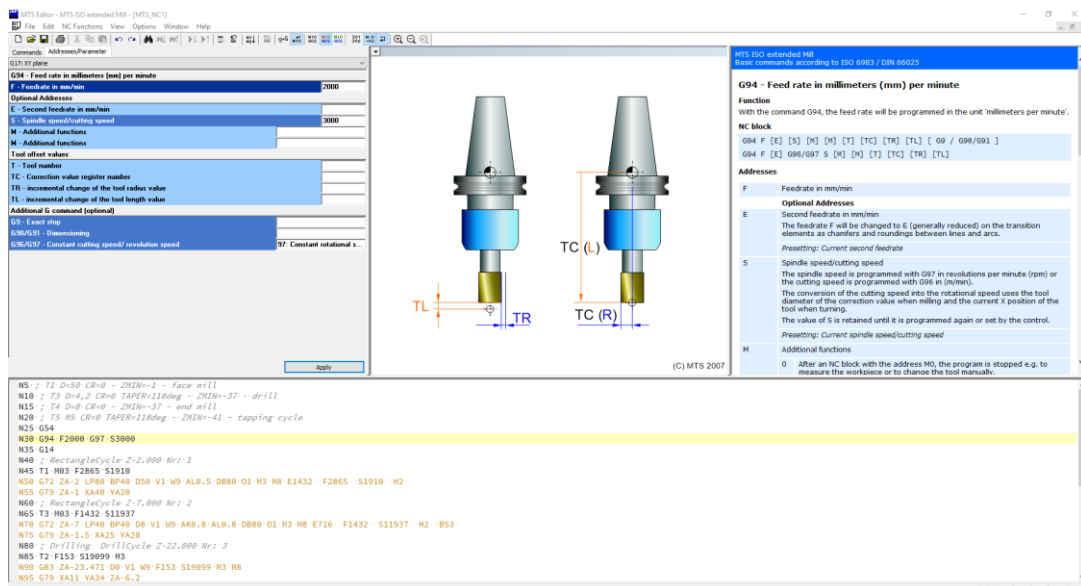 MTS Editor - MTS ISO extended Mill - [MTS_NC1]
File Edit NC Functions View Options Window Help
Commands Addresses/Parameter
G17: XY plane
G94 - Feed rate in millimeters (mm) per minute
F - Feedrate in mm/min 2000
Optional Addresses
E - Second feedrate in mm/min
S - Spindle speed/cutting speed 3000
M - Additional functions
M - Additional functions
Tool offset values
T - Tool number
TC - Correction value register number
TR - incremental change of the tool radius value
TL - incremental change of the tool length value
Additional G command (optional)
G9 - Exact stop
G90/G91 - Dimensioning
G96/G97 - Constant cutting speed/ revolution speed 97: Constant rotational s...
Apply
TL
TR
TC (L)
TC (R)
(C) MTS 2007
MTS ISO extended Mill
Basic commands according to ISO 6983 / DIN 66025
G94 - Feed rate in millimeters (mm) per minute
Function
With the command G94, the feed rate will be programmed in the unit 'millimeters per minute'.
NC block
G94 F [E] [S] [M] [M] [T] [TC] [TR] [TL] [ G9 / G90/G91 ]
G94 F [E] G96/G97 S [M] [M] [T] [TC] [TR] [TL]
Addresses
F Feedrate in mm/min
Optional Addresses
E Second feedrate in mm/min
The feedrate F will be changed to E (generally reduced) on the transition
elements as chamfers and roundings between lines and arcs.
Presetting: Current second feedrate
S Spindle speed/cutting speed
The spindle speed is programmed with G97 in revolutions per minute (rpm) or
the cutting speed is programmed with G96 in (m/min).
The conversion of the cutting speed into the rotational speed uses the tool
diameter of the correction value when milling and the current X position of the
tool when turning.
The value of S is retained until it is programmed again or set by the control.
Presetting: Current spindle speed/cutting speed
M Additional functions
0 After an NC block with the address M0, the program is stopped e.g. to
measure the workpiece or to change the tool manually.
N5 ; T1 D=50 CR=0 - ZMIN=-1 - face mill
N10 ; T3 D=4,2 CR=0 TAPER=118deg - ZMIN=-37 - drill
N15 ; T4 D=8 CR=0 - ZMIN=-37 - end mill
N20 ; T5 M5 CR=0 TAPER=118deg - ZMIN=-41 - tapping cycle
N25 G54
N30 G94 F2000 G97 S3000
N35 G14
N40 ; RectangleCycle Z-2.000 Nr: 1
N45 T1 M03 F2865 S1910
N50 G72 ZA-2 LP80 BP40 D50 V1 W9 AL0.5 DB80 O1 M3 M8 E1432 F2865 S1910 H2
N55 G79 ZA-1 XA40 YA20
N60 ; RectangleCycle Z-7.000 Nr: 2
N65 T3 M03 F1432 S11937
N70 G72 ZA-7 LP40 BP40 D8 V1 W9 AK0.8 AL0.8 DB80 O1 M3 M8 E716 F1432 S11937 H2 BS3
N75 G79 ZA-1.5 XA25 YA20
N80 ; Drilling DrillCycle Z-22.000 Nr: 3
N85 T2 F153 S19099 M3
N90 G83 ZA-23.471 D0 V1 W9 F153 S19099 M3 M8
N95 G79 XA11 YA34 ZA-6.2